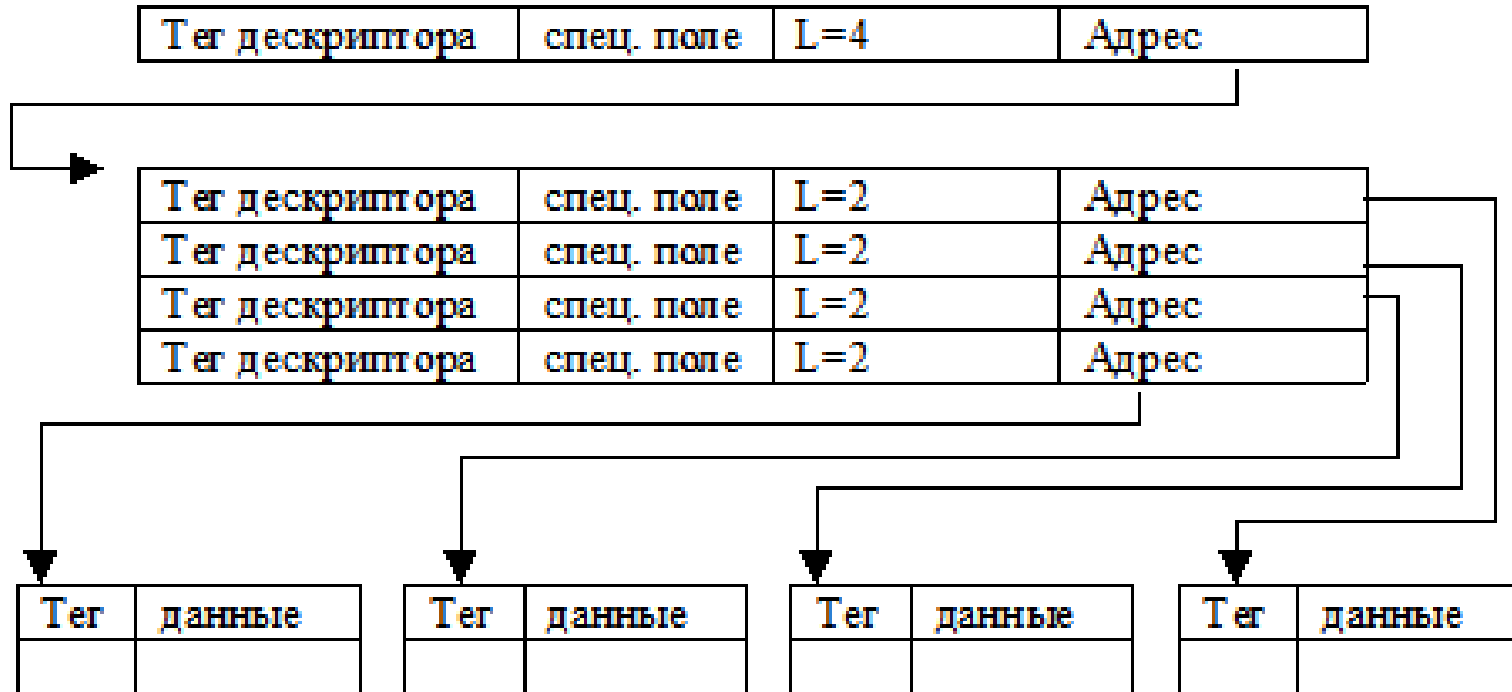 Тег дескриптора спец. поле L=4 Адрес
Тег дескриптора спец. поле L=2 Адрес
Тег дескриптора спец. поле L=2 Адрес
Тег дескриптора спец. поле L=2 Адрес
Тег дескриптора спец. поле L=2 Адрес
Тег данные Тег данные Тег данные Тег данные